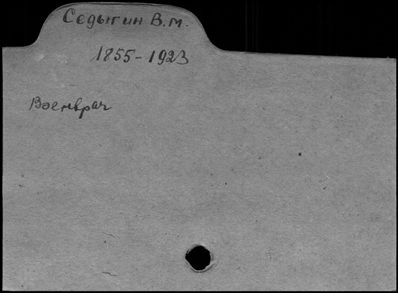 Седыгин В.М.
1855-1923
Военврач